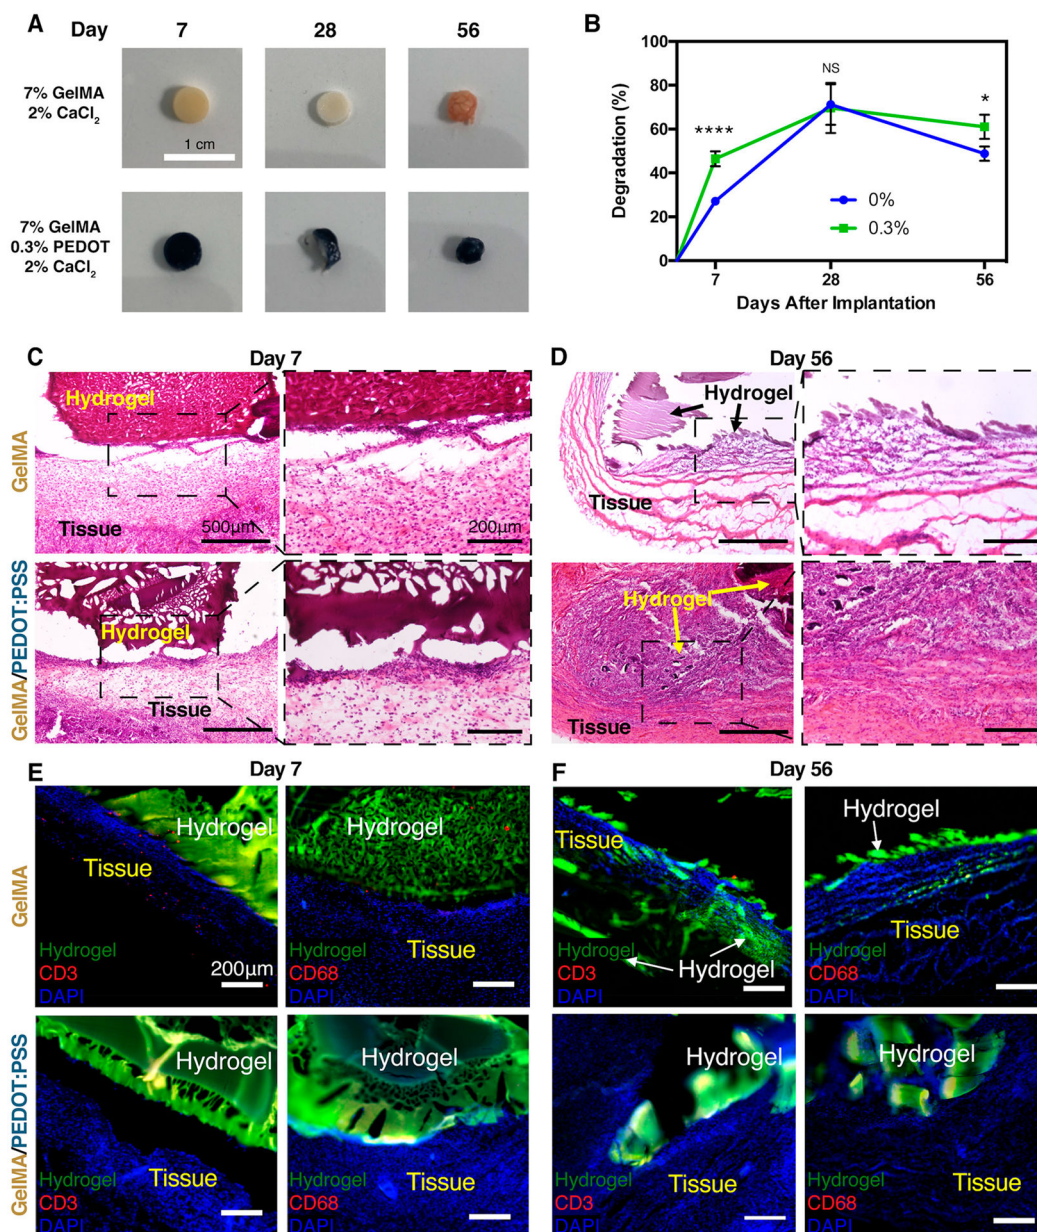 A Day 7 28 56
7% GelMA
2% CaCl₂
1 cm
7% GelMA
0.3% PEDOT
2% CaCl₂
B
100
80
60
40
20
0
Degradation (%)
****
NS
*
0%
0.3%
7 28 56
Days After Implantation
C Day 7
GelMA
Hydrogel
Tissue
500µm
200µm
GelMA/PEDOT:PSS
Hydrogel
Tissue
D Day 56
Hydrogel
Tissue
Hydrogel
Tissue
E Day 7
GelMA
Hydrogel
Tissue
Hydrogel
CD3
DAPI
200µm
Hydrogel
Tissue
Hydrogel
CD68
DAPI
GelMA/PEDOT:PSS
Hydrogel
Tissue
Hydrogel
CD3
DAPI
Hydrogel
Tissue
Hydrogel
CD68
DAPI
F Day 56
Tissue
Hydrogel
Hydrogel
CD3
DAPI
Hydrogel
Tissue
Hydrogel
CD68
DAPI
Hydrogel
Tissue
Hydrogel
CD3
DAPI
Hydrogel
Tissue
Hydrogel
CD68
DAPI